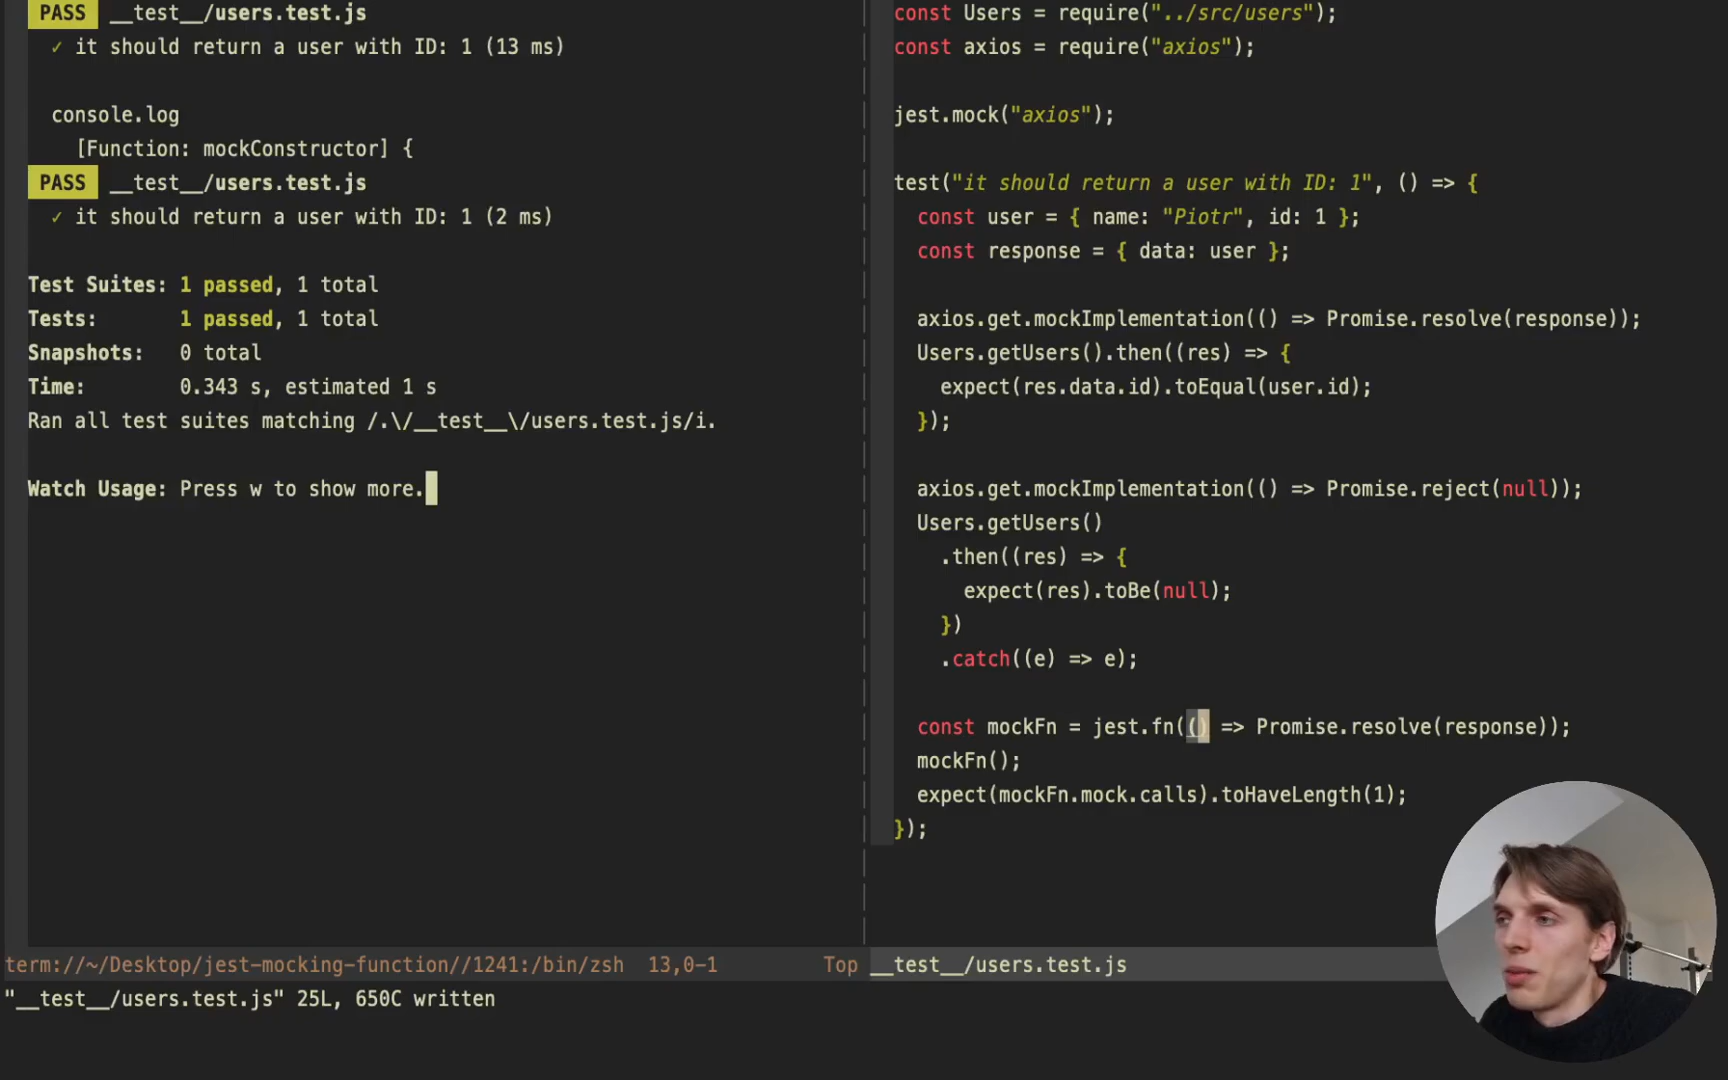 PASS __test__/users.test.js
✓ it should return a user with ID: 1 (13 ms)
console.log
[Function: mockConstructor] {
PASS __test__/users.test.js
✓ it should return a user with ID: 1 (2 ms)
Test Suites: 1 passed, 1 total
Tests: 1 passed, 1 total
Snapshots: 0 total
Time: 0.343 s, estimated 1 s
Ran all test suites matching /.\/__test__\/users.test.js/i.
Watch Usage: Press w to show more.
term://~/Desktop/jest-mocking-function//1241:/bin/zsh 13,0-1 Top
"__test__/users.test.js" 25L, 650C written
const Users = require("../src/users");
const axios = require("axios");
jest.mock("axios");
test("it should return a user with ID: 1", () => {
const user = { name: "Piotr", id: 1 };
const response = { data: user };
axios.get.mockImplementation(() => Promise.resolve(response));
Users.getUsers().then((res) => {
expect(res.data.id).toEqual(user.id);
});
axios.get.mockImplementation(() => Promise.reject(null));
Users.getUsers()
.then((res) => {
expect(res).toBe(null);
})
.catch((e) => e);
const mockFn = jest.fn(() => Promise.resolve(response));
mockFn();
expect(mockFn.mock.calls).toHaveLength(1);
});
__test__/users.test.js